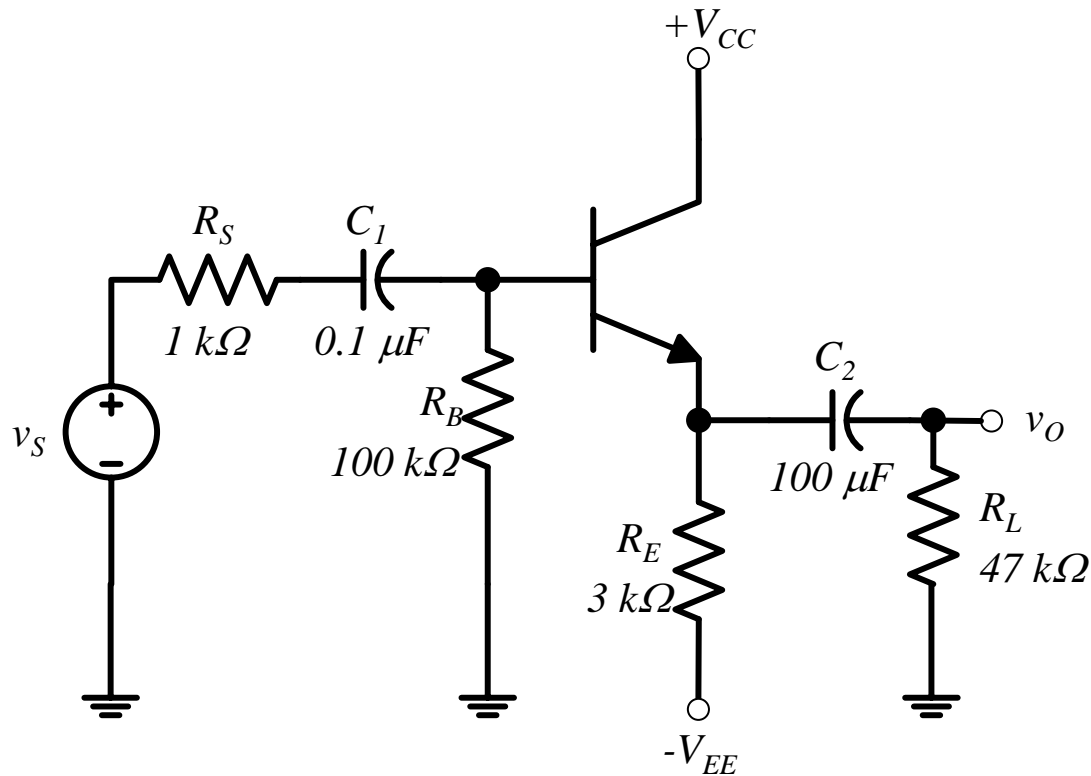 +V_CC
R_S
C_1
1 kΩ
0.1 μF
R_B
100 kΩ
+
v_S
−
C_2
v_O
100 μF
R_E
3 kΩ
R_L
47 kΩ
-V_EE